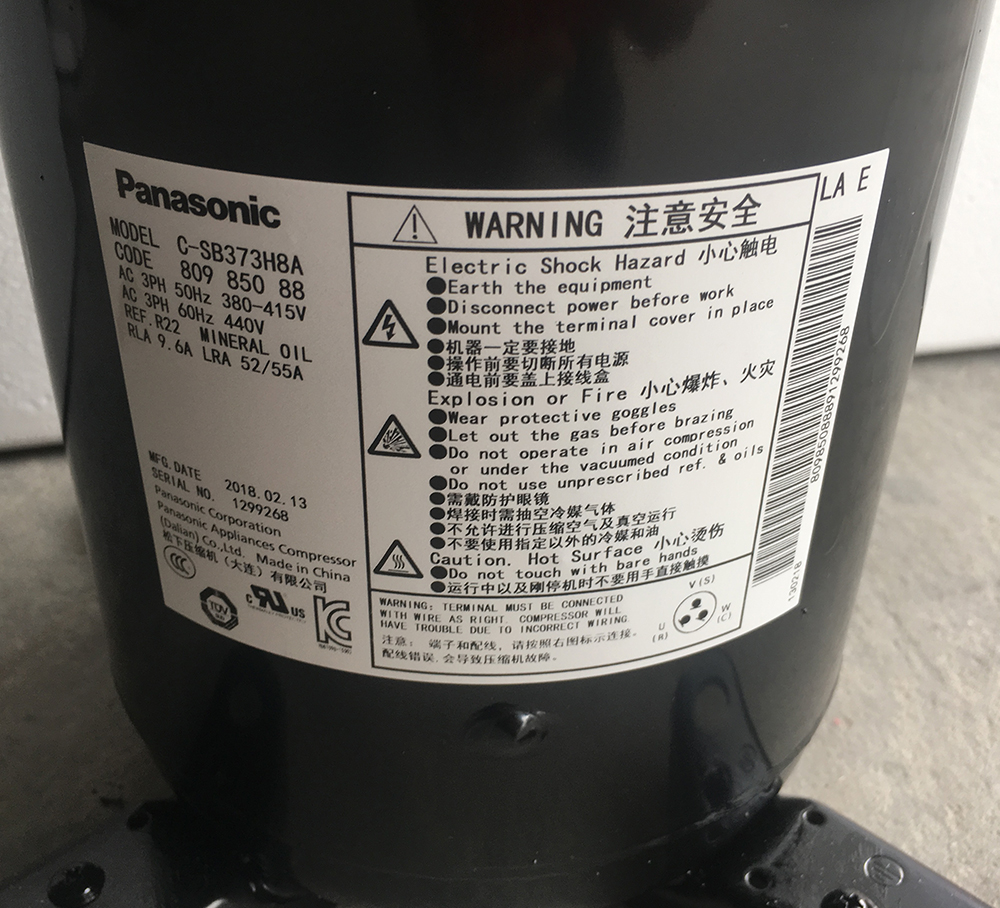 Panasonic
MODEL C-SB373H8A
CODE 809 850 88
AC 3PH 50Hz 380-415V
AC 3PH 60Hz 440V
REF.R22 MINERAL OIL
RLA 9.6A LRA 52/55A
MFG.DATE 2018.02.13
SERIAL NO. 1299268
Panasonic Corporation
Panasonic Appliances Compressor
(Dalian) Co.,Ltd. Made in China
松下压缩机（大连）有限公司
CCC
TÜV
c RU US
KC
WARNING 注意安全
Electric Shock Hazard 小心触电
●Earth the equipment
●Disconnect power before work
●Mount the terminal cover in place
●机器一定要接地
●操作前要切断所有电源
●通电前要盖上接线盒
Explosion or Fire 小心爆炸、火灾
●Wear protective goggles
●Let out the gas before brazing
●Do not operate in air compression
or under the vacuumed condition
●Do not use unprescribed ref. & oils
●需戴防护眼镜
●焊接时需抽空冷媒气体
●不允许进行压缩空气及真空运行
●不要使用指定以外的冷媒和油
Caution. Hot Surface 小心烫伤
●Do not touch with bare hands
●运行中以及刚停机时不要用手直接触摸
WARNING: TERMINAL MUST BE CONNECTED
WITH WIRE AS RIGHT. COMPRESSOR WILL
HAVE TROUBLE DUE TO INCORRECT WIRING.
注意: 端子和配线, 请按照右图标示连接.
配线错误, 会导致压缩机故障.
V(S)
U
(R)
W
(C)
LA E
80985088891299268
130218